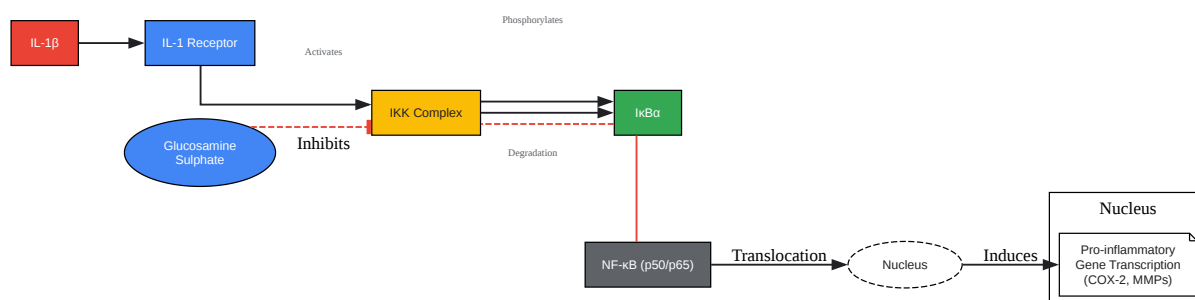 Phosphorylates
IL-1β
IL-1 Receptor
Activates
IKK Complex
IκBα
Glucosamine
Sulphate
Inhibits
Degradation
Nucleus
NF-κB (p50/p65)
Translocation
Nucleus
Induces
Pro-inflammatory
Gene Transcription
(COX-2, MMPs)